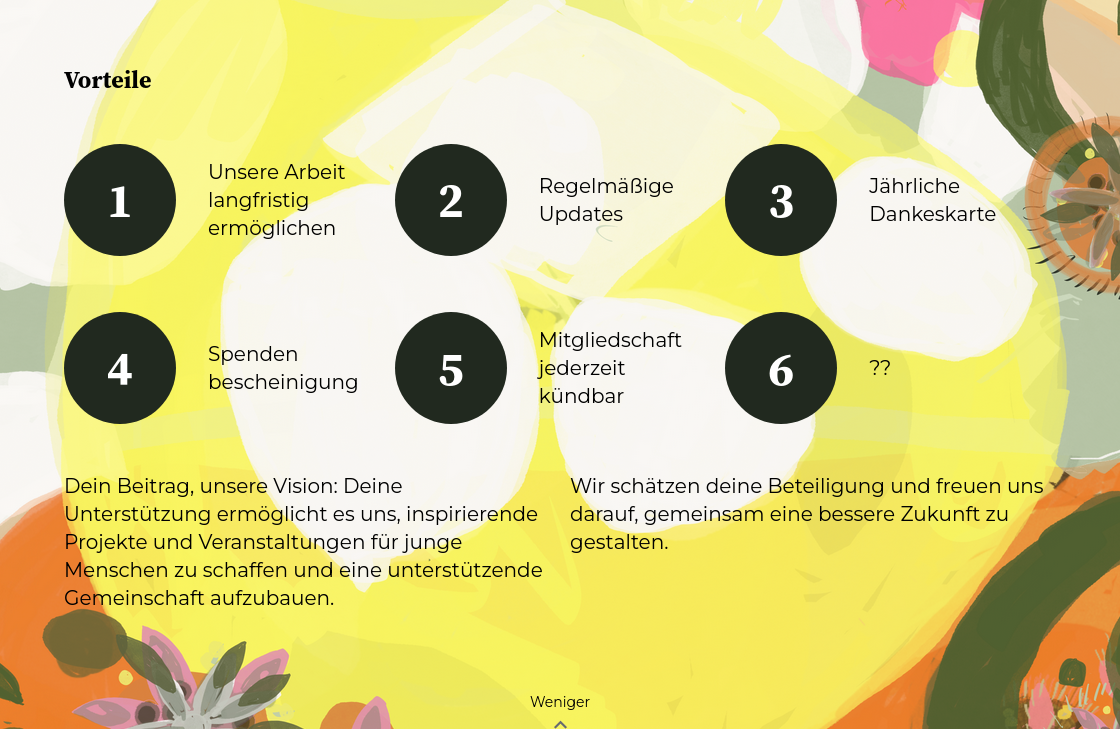 Vorteile
1
Unsere Arbeit
langfristig
ermöglichen
2
Regelmäßige
Updates
3
Jährliche
Dankeskarte
4
Spenden
bescheinigung
5
Mitgliedschaft
jederzeit
kündbar
6
??
Dein Beitrag, unsere Vision: Deine
Unterstützung ermöglicht es uns, inspirierende
Projekte und Veranstaltungen für junge
Menschen zu schaffen und eine unterstützende
Gemeinschaft aufzubauen.
Wir schätzen deine Beteiligung und freuen uns
darauf, gemeinsam eine bessere Zukunft zu
gestalten.
Weniger